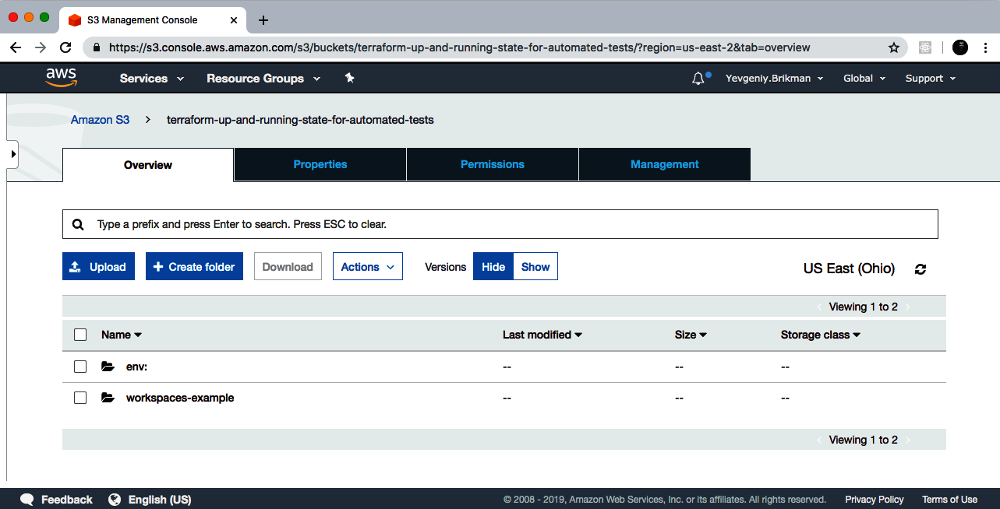 S3 Management Console
https://s3.console.aws.amazon.com/s3/buckets/terraform-up-and-running-state-for-automated-tests/?region=us-east-2&tab=overview
aws Services Resource Groups Yevgeniy.Brikman Global Support
Amazon S3 > terraform-up-and-running-state-for-automated-tests
Overview Properties Permissions Management
Type a prefix and press Enter to search. Press ESC to clear.
Upload + Create folder Download Actions Versions Hide Show US East (Ohio)
Viewing 1 to 2
Name Last modified Size Storage class
env: -- -- --
workspaces-example -- -- --
Viewing 1 to 2
Feedback English (US) © 2008 - 2019, Amazon Web Services, Inc. or its affiliates. All rights reserved. Privacy Policy Terms of Use